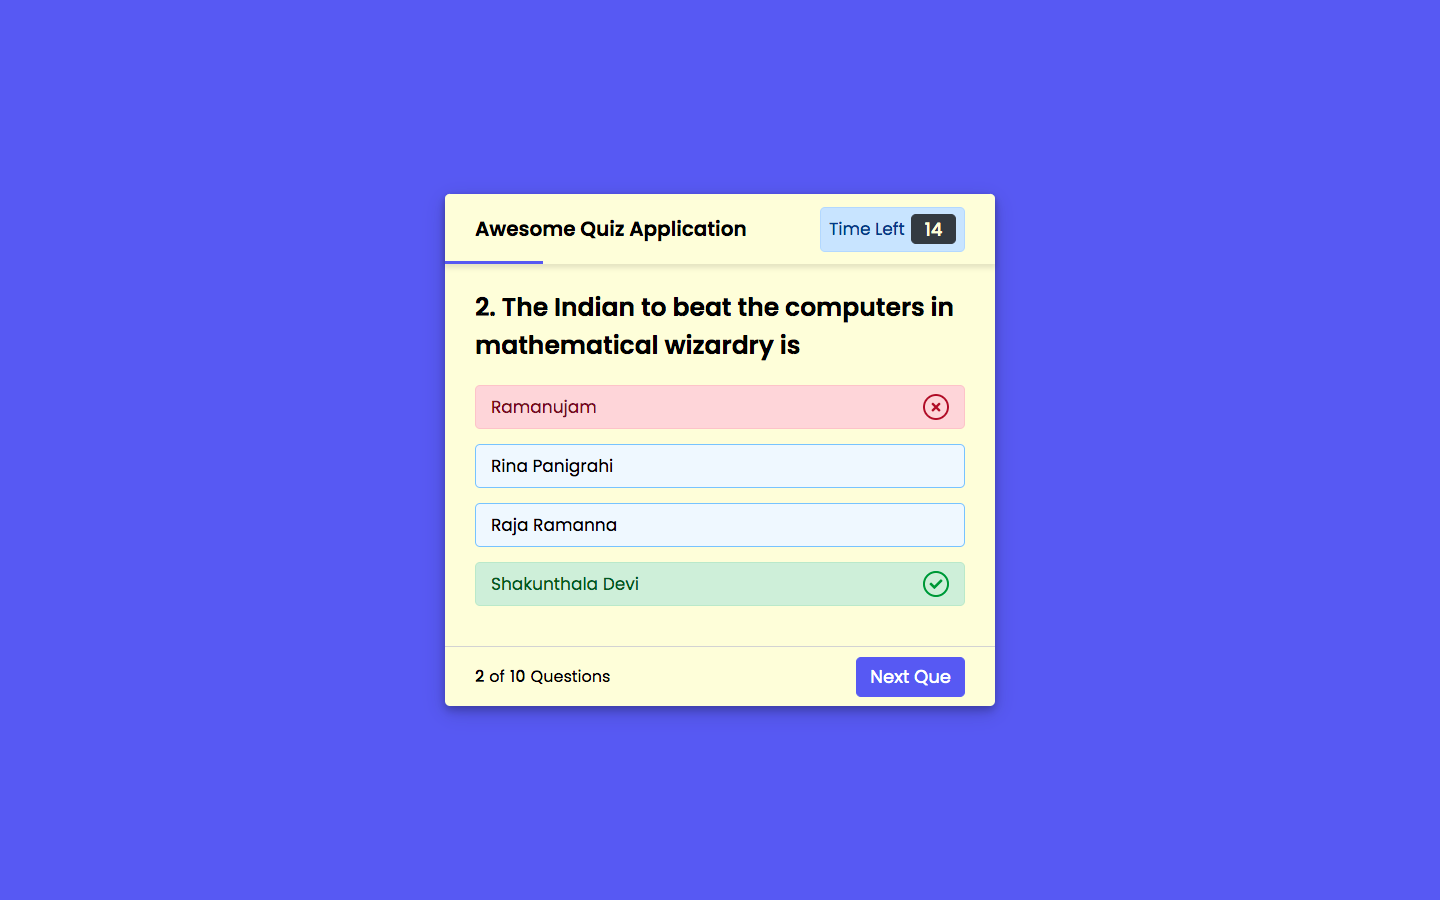 Awesome Quiz Application
Time Left 14
2. The Indian to beat the computers in
mathematical wizardry is
Ramanujam
Rina Panigrahi
Raja Ramanna
Shakunthala Devi
2 of 10 Questions
Next Que